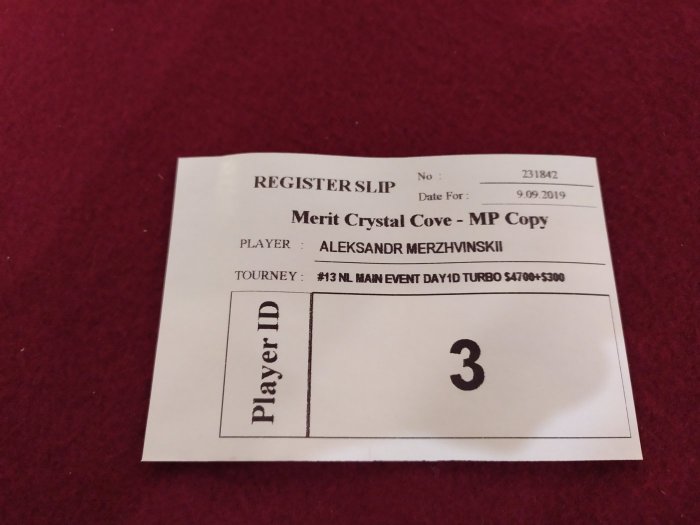 REGISTER SLIP
No : 231842
Date For : 9.09.2019
Merit Crystal Cove - MP Copy
PLAYER : ALEKSANDR MERZHVINSKII
TOURNEY : #13 NL MAIN EVENT DAY1D TURBO $4700+$300
Player ID
3